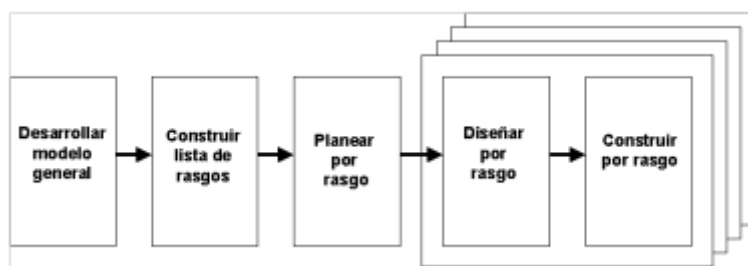 Desarrollar
modelo
general
Construir
lista de
rasgos
Planear
por
rasgo
Diseñar
por
rasgo
Construir
por rasgo